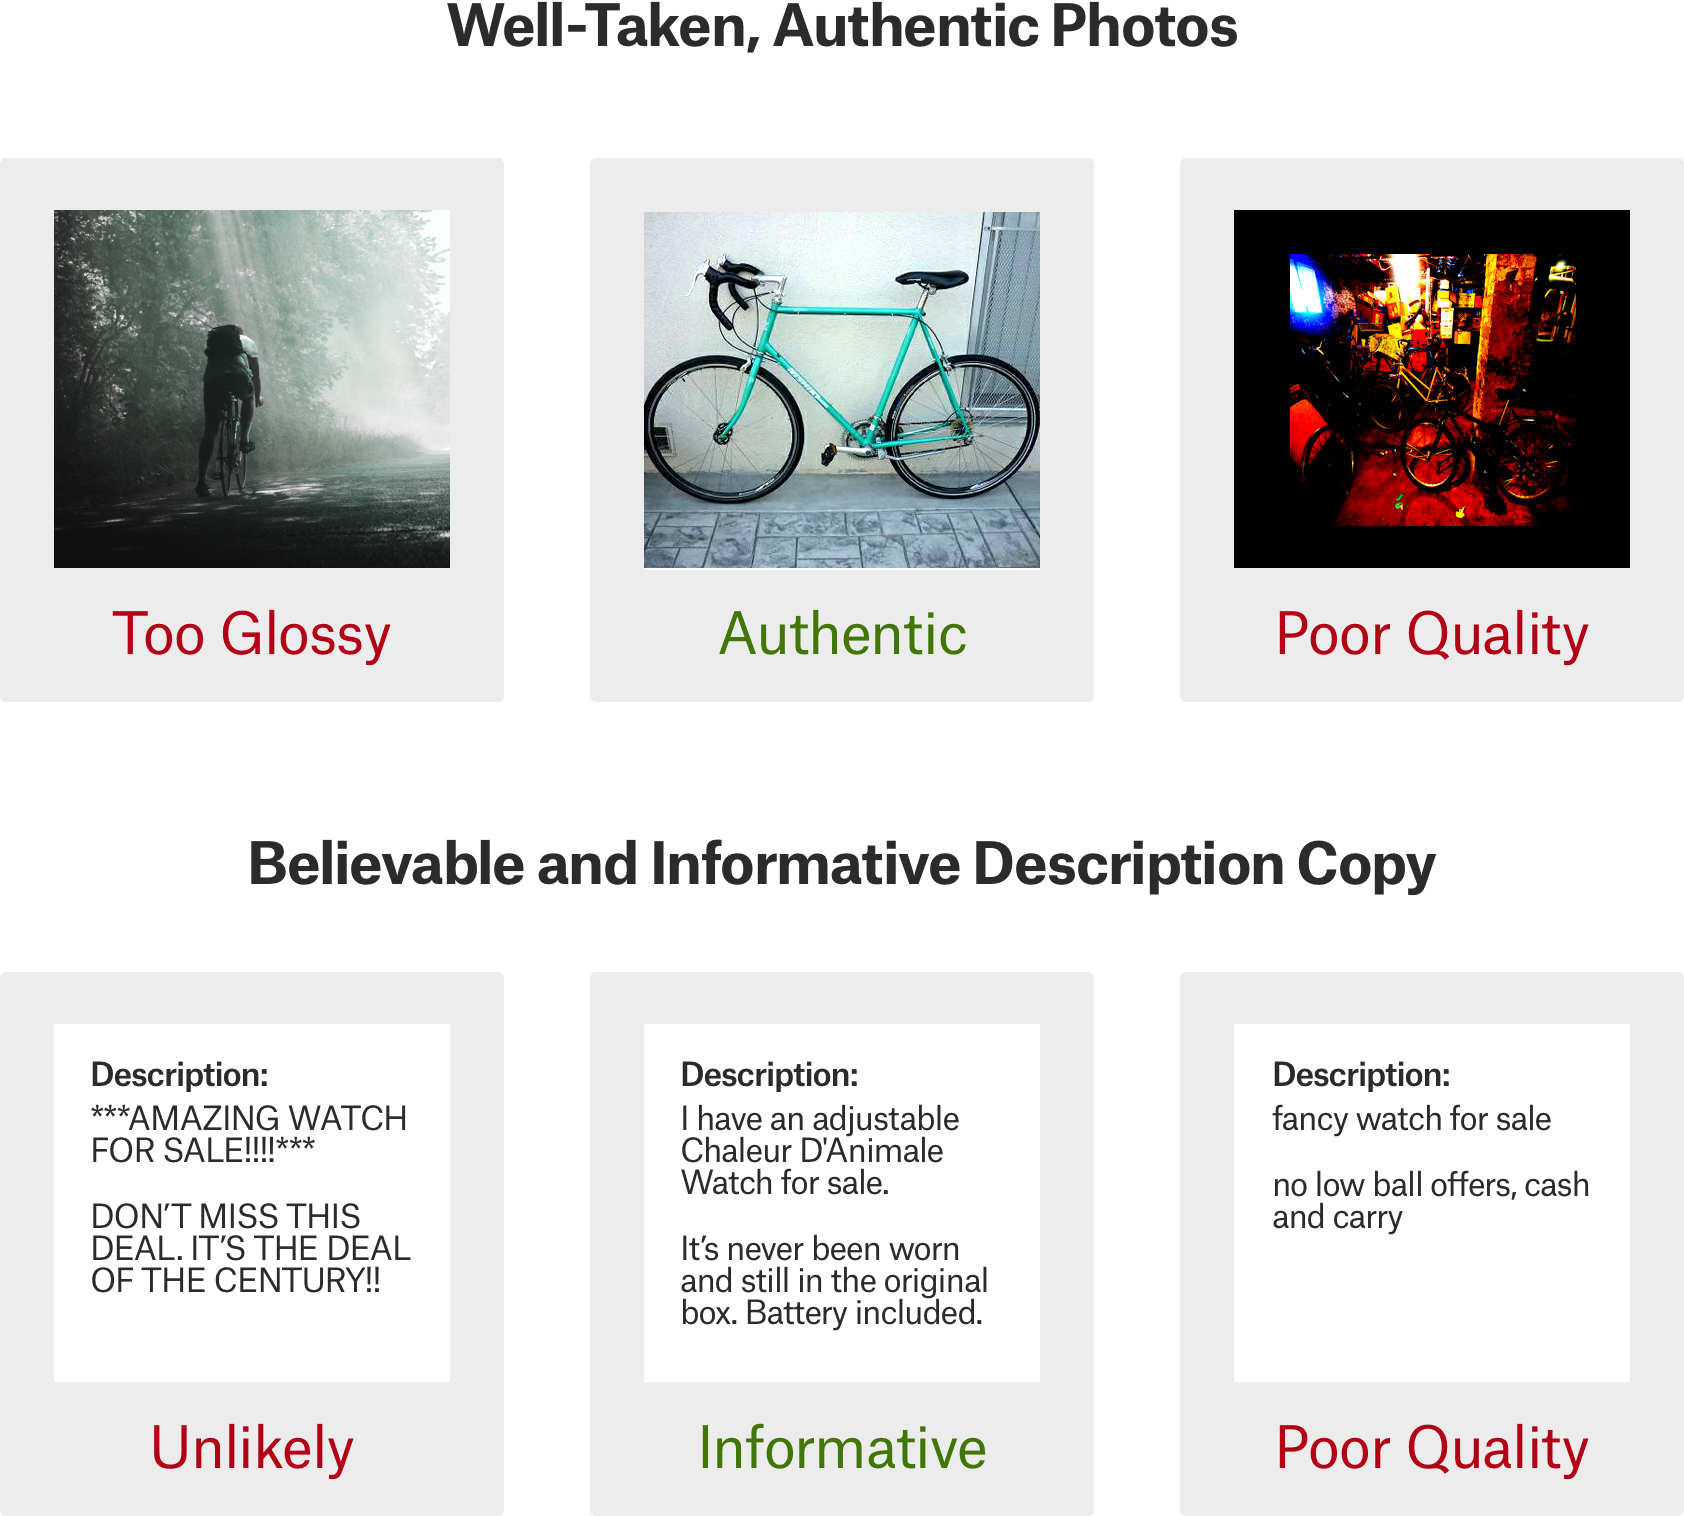 Well-Taken, Authentic Photos
Too Glossy
Authentic
Poor Quality
Believable and Informative Description Copy
Description:
***AMAZING WATCH
FOR SALE!!!!***
DON’T MISS THIS
DEAL. IT’S THE DEAL
OF THE CENTURY!!
Unlikely
Description:
I have an adjustable
Chaleur D'Animale
Watch for sale.
It’s never been worn
and still in the original
box. Battery included.
Informative
Description:
fancy watch for sale
no low ball offers, cash
and carry
Poor Quality